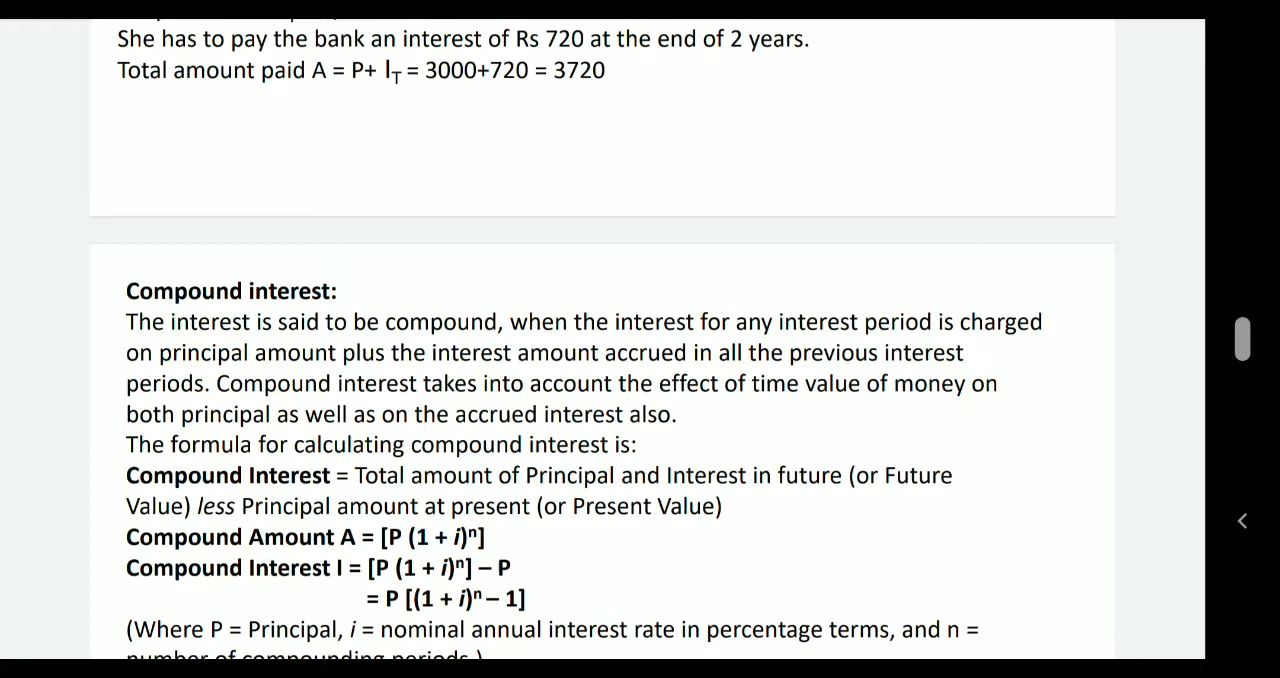 She has to pay the bank an interest of Rs 720 at the end of 2 years.
Total amount paid A = P+ I_T = 3000+720 = 3720
Compound interest:
The interest is said to be compound, when the interest for any interest period is charged
on principal amount plus the interest amount accrued in all the previous interest
periods. Compound interest takes into account the effect of time value of money on
both principal as well as on the accrued interest also.
The formula for calculating compound interest is:
Compound Interest = Total amount of Principal and Interest in future (or Future
Value) less Principal amount at present (or Present Value)
Compound Amount A = [P (1 + i)ⁿ]
Compound Interest I = [P (1 + i)ⁿ] – P
= P [(1 + i)ⁿ – 1]
(Where P = Principal, i = nominal annual interest rate in percentage terms, and n =
number of compounding periods.)